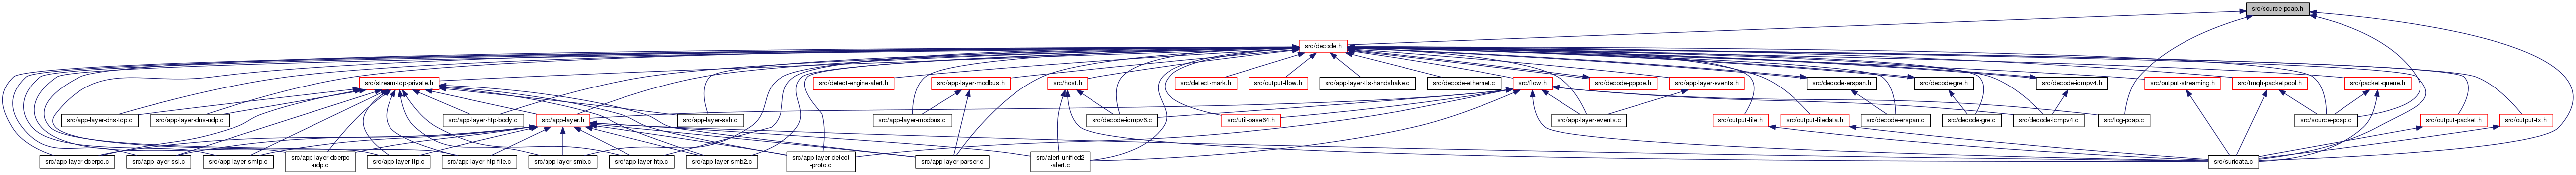 src/source-pcap.h
src/decode.h
src/stream-tcp-private.h
src/detect-engine-alert.h
src/app-layer-modbus.h
src/host.h
src/detect-mark.h
src/output-flow.h
src/app-layer-tls-handshake.c
src/decode-ethernet.c
src/flow.h
src/decode-pppoe.h
src/app-layer-events.h
src/decode-erspan.h
src/decode-gre.h
src/decode-icmpv4.h
src/output-streaming.h
src/tmqh-packetpool.h
src/packet-queue.h
src/app-layer-dns-tcp.c
src/app-layer-dns-udp.c
src/app-layer-htp-body.c
src/app-layer.h
src/app-layer-ssh.c
src/app-layer-modbus.c
src/decode-icmpv6.c
src/util-base64.h
src/app-layer-events.c
src/output-file.h
src/output-filedata.h
src/decode-erspan.c
src/decode-gre.c
src/decode-icmpv4.c
src/log-pcap.c
src/source-pcap.c
src/output-packet.h
src/output-tx.h
src/app-layer-dcerpc.c
src/app-layer-ssl.c
src/app-layer-smtp.c
src/app-layer-dcerpc
-udp.c
src/app-layer-ftp.c
src/app-layer-htp-file.c
src/app-layer-smb.c
src/app-layer-htp.c
src/app-layer-smb2.c
src/app-layer-detect
-proto.c
src/app-layer-parser.c
src/alert-unified2
-alert.c
src/suricata.c